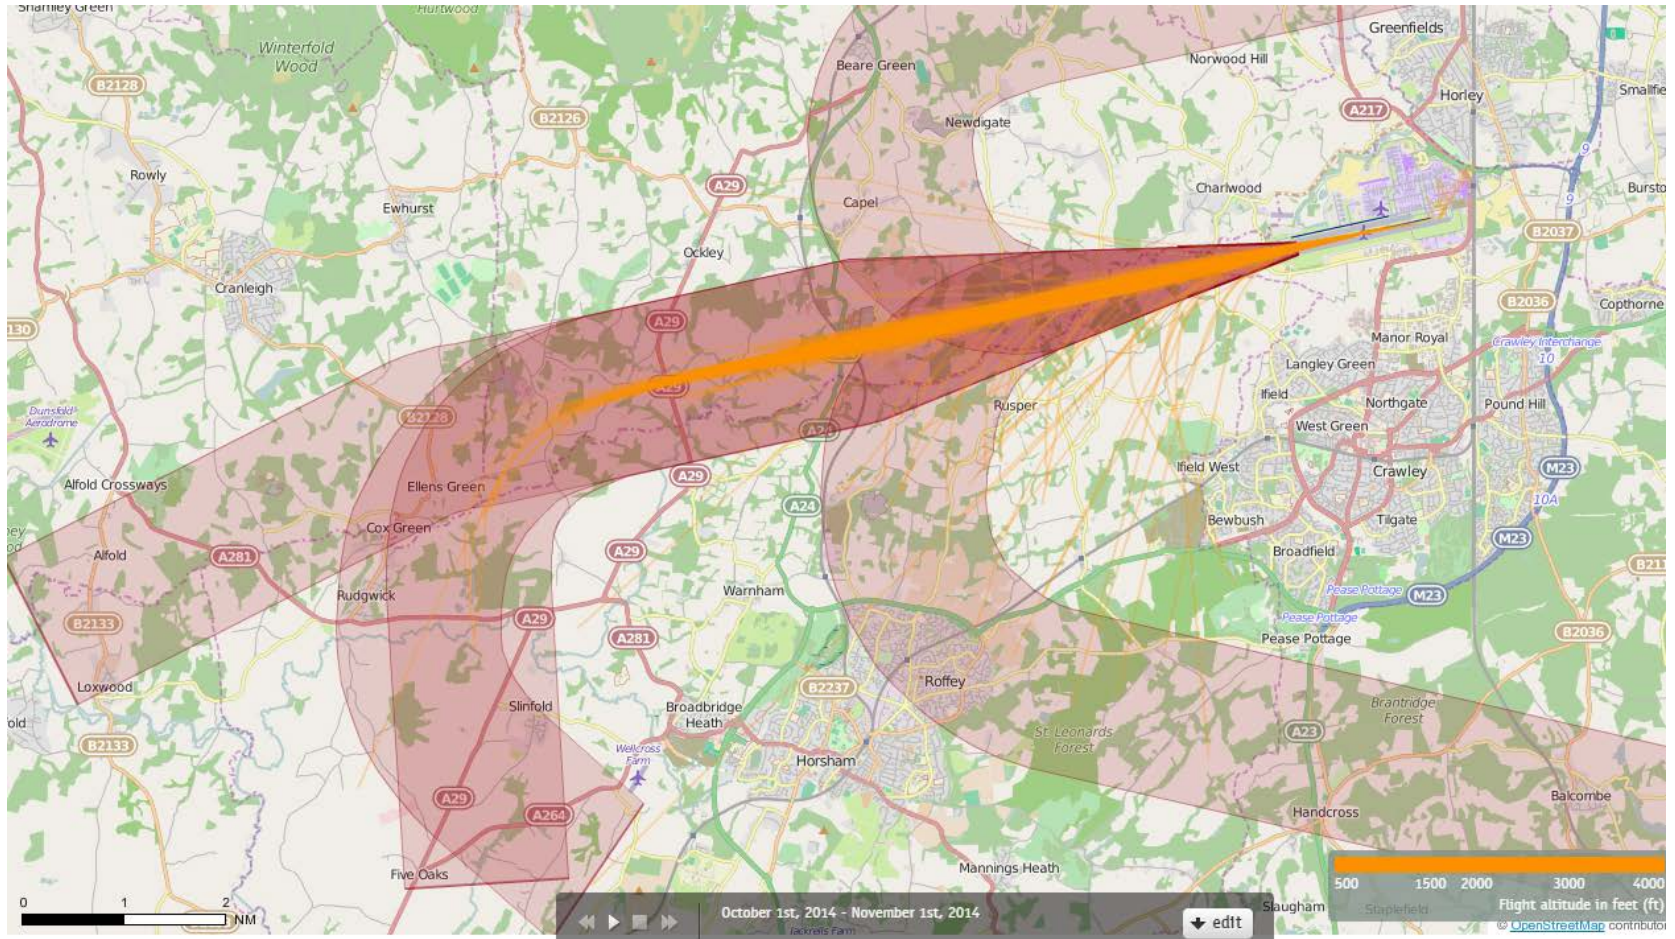 Shamley Green
Hurtwood
Greenfields
Winterfold
Wood
Beare Green
Norwood Hill
B2128
Horley
A217
B2126
Newdigate
9
Rowly
A29
Charlwood
Ewhurst
Capel
9
B2037
Ockley
Cranleigh
B2036
Copthorne
A29
Manor Royal
Crawley Interchange
10
Langley Green
A29
Ifield
Northgate
Pound Hill
Dunsfold
Aerodrome
B2128
Rusper
West Green
A24
Ifield West
Crawley
M23
A29
Alfold Crossways
Ellens Green
10A
A24
Cox Green
Bewbush
Tilgate
M23
Alfold
A281
A29
Broadfield
Rudgwick
Warnham
Pease Pottage
M23
B2133
A29
Pease Pottage
A281
Pease Pottage
B2036
Loxwood
B2237
Roffey
Slinfold
Broadbridge
Heath
Brantridge
Forest
B2133
St Leonards
Forest
A23
Wellcross
Farm
Horsham
A29
A264
Handcross
Balcombe
Five Oaks
Mannings Heath
500 1500 2000 3000 4000
0 1 2 NM
October 1st, 2014 - November 1st, 2014
edit
Slaugham
Staplefield
Flight altitude in feet (ft)
© OpenStreetMap contributor